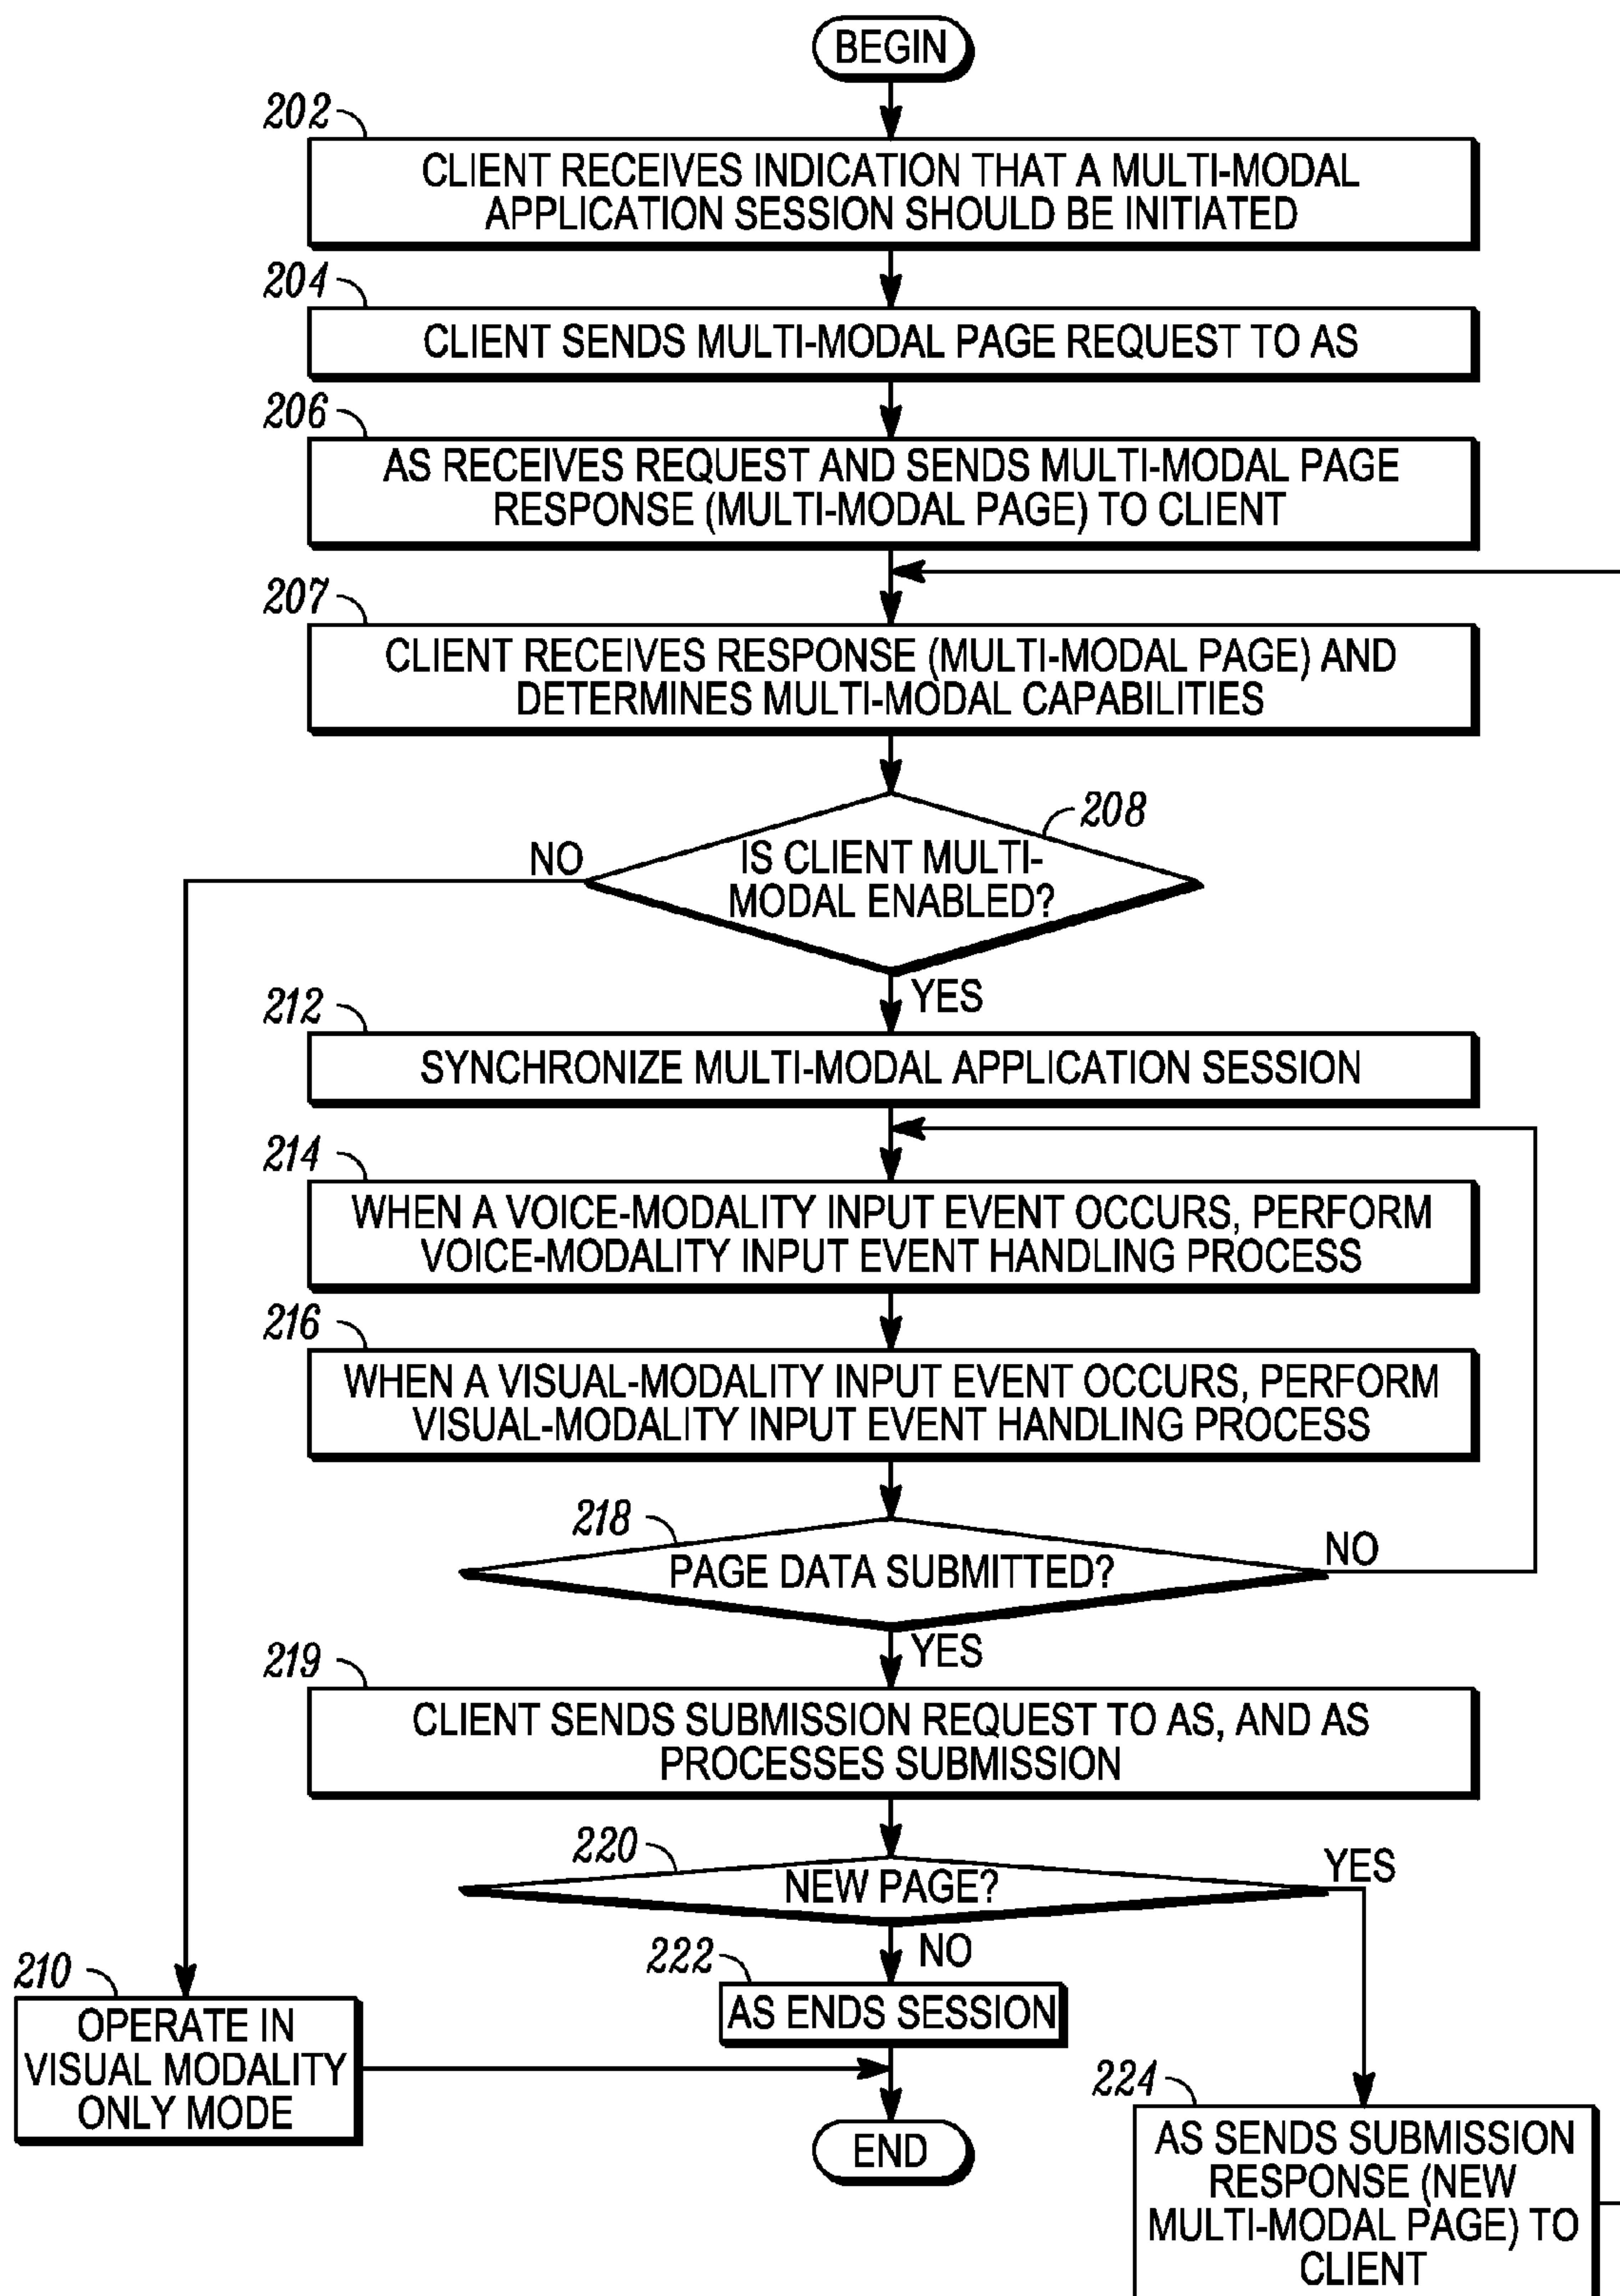 BEGIN
202
CLIENT RECEIVES INDICATION THAT A MULTI-MODAL
APPLICATION SESSION SHOULD BE INITIATED
204
CLIENT SENDS MULTI-MODAL PAGE REQUEST TO AS
206
AS RECEIVES REQUEST AND SENDS MULTI-MODAL PAGE
RESPONSE (MULTI-MODAL PAGE) TO CLIENT
207
CLIENT RECEIVES RESPONSE (MULTI-MODAL PAGE) AND
DETERMINES MULTI-MODAL CAPABILITIES
208
NO
IS CLIENT MULTI-
MODAL ENABLED?
YES
212
SYNCHRONIZE MULTI-MODAL APPLICATION SESSION
214
WHEN A VOICE-MODALITY INPUT EVENT OCCURS, PERFORM
VOICE-MODALITY INPUT EVENT HANDLING PROCESS
216
WHEN A VISUAL-MODALITY INPUT EVENT OCCURS, PERFORM
VISUAL-MODALITY INPUT EVENT HANDLING PROCESS
218
PAGE DATA SUBMITTED?
NO
YES
219
CLIENT SENDS SUBMISSION REQUEST TO AS, AND AS
PROCESSES SUBMISSION
220
NEW PAGE?
YES
NO
222
AS ENDS SESSION
210
OPERATE IN
VISUAL MODALITY
ONLY MODE
END
224
AS SENDS SUBMISSION
RESPONSE (NEW
MULTI-MODAL PAGE) TO
CLIENT